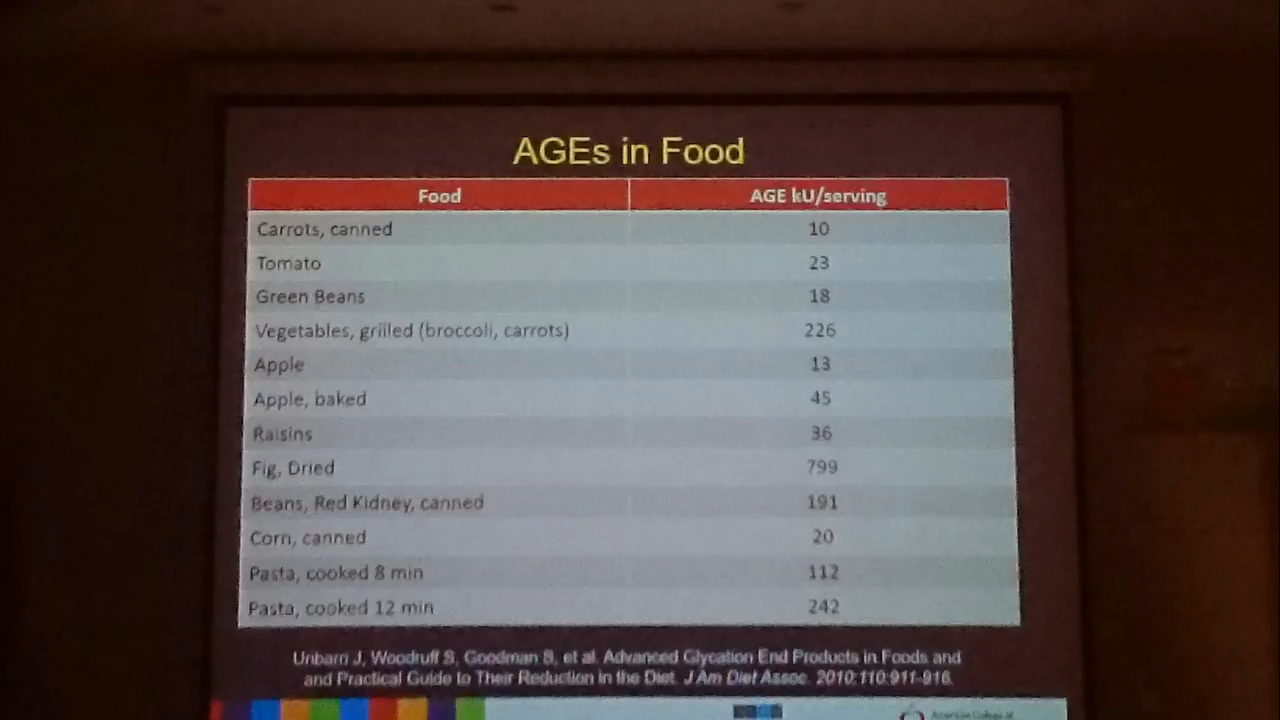 AGEs in Food
Food AGE kU/serving
Carrots, canned 10
Tomato 23
Green Beans 18
Vegetables, grilled (broccoli, carrots) 226
Apple 13
Apple, baked 45
Raisins 36
Fig, Dried 799
Beans, Red Kidney, canned 191
Corn, canned 20
Pasta, cooked 8 min 112
Pasta, cooked 12 min 242
Uribarri J, Woodruff S, Goodman S, et al. Advanced Glycation End Products in Foods and
and Practical Guide to Their Reduction in the Diet. J Am Diet Assoc. 2010;110:911-916.
American College of